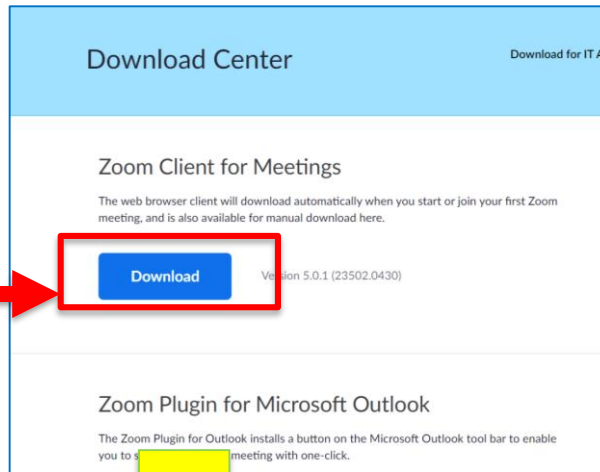 Download Center
Download for IT A
Zoom Client for Meetings
The web browser client will download automatically when you start or join your first Zoom
meeting, and is also available for manual download here.
Download
Version 5.0.1 (23502.0430)
Zoom Plugin for Microsoft Outlook
The Zoom Plugin for Outlook installs a button on the Microsoft Outlook tool bar to enable
you to s meeting with one-click.